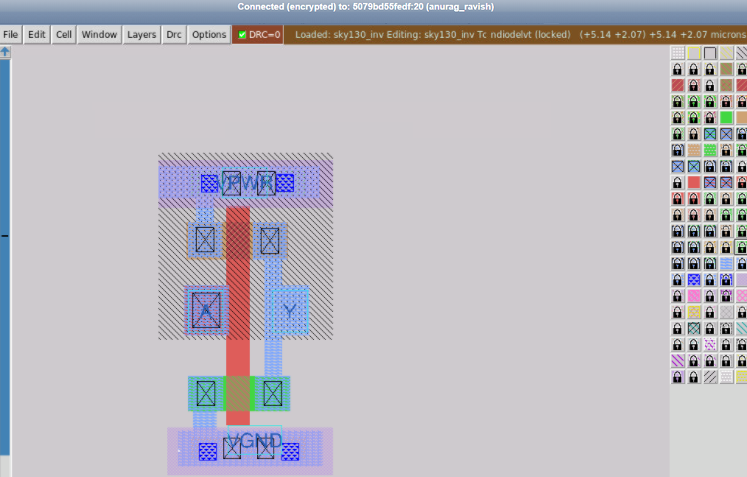 Connected (encrypted) to: 5079bd55fedf:20 (anurag_ravish)
File Edit Cell Window Layers Drc Options DRC=0 Loaded: sky130_inv Editing: sky130_inv Tc ndiodelvt (locked) (+5.14 +2.07) +5.14 +2.07 microns
VPWR
A Y
VGND